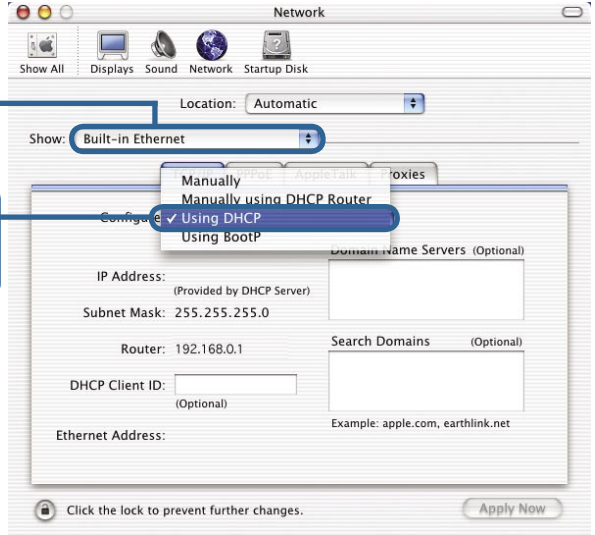 Network
Show All Displays Sound Network Startup Disk
Location: Automatic
Show: Built-in Ethernet
PPPoE AppleTalk Proxies
Manually
Manually using DHCP Router
Configure
✓ Using DHCP
Using BootP
Domain Name Servers (Optional)
IP Address:
(Provided by DHCP Server)
Subnet Mask: 255.255.255.0
Router: 192.168.0.1
Search Domains (Optional)
DHCP Client ID:
(Optional)
Example: apple.com, earthlink.net
Ethernet Address:
Click the lock to prevent further changes.
Apply Now